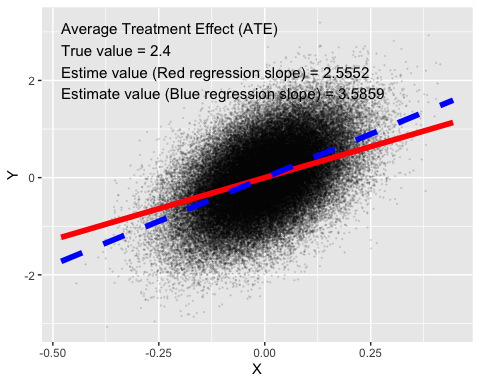 Average Treatment Effect (ATE)
True value = 2.4
Estime value (Red regression slope) = 2.5552
Estimate value (Blue regression slope) = 3.5859
2
0
-2
Y
-0.50
-0.25
0.00
0.25
X